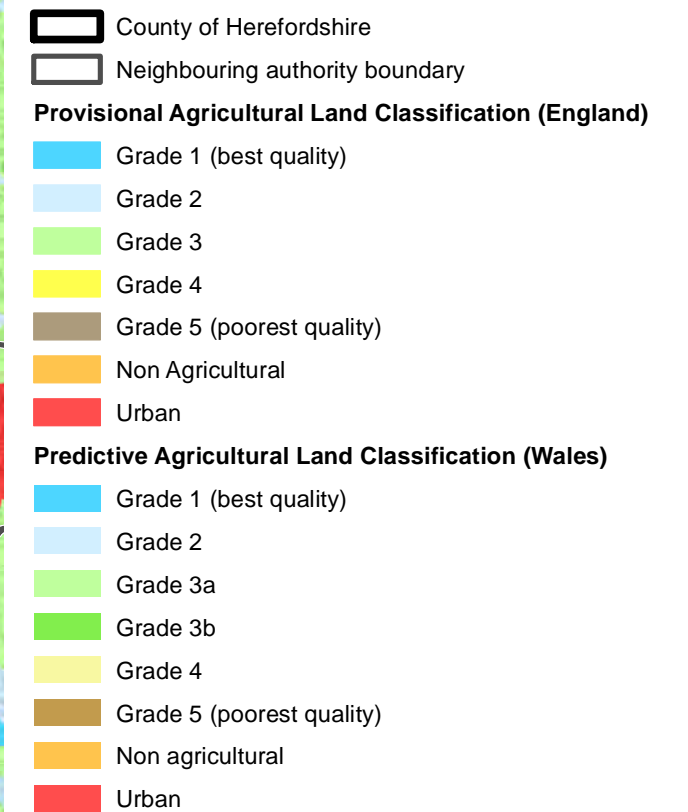 County of Herefordshire
Neighbouring authority boundary
Provisional Agricultural Land Classification (England)
Grade 1 (best quality)
Grade 2
Grade 3
Grade 4
Grade 5 (poorest quality)
Non Agricultural
Urban
Predictive Agricultural Land Classification (Wales)
Grade 1 (best quality)
Grade 2
Grade 3a
Grade 3b
Grade 4
Grade 5 (poorest quality)
Non agricultural
Urban